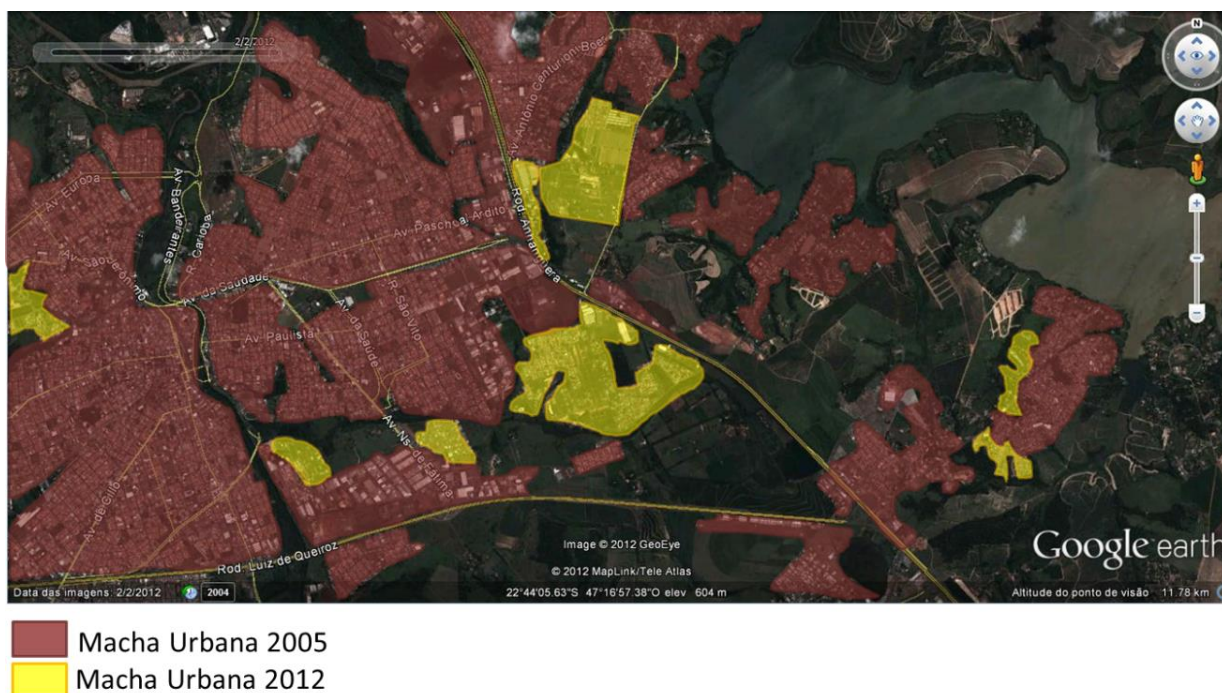 2/2/2012
Av. Antônio Centurion Boer
Av. Europa
Av. Bandeirantes
R. Carioba
Av. Paschoal Ardito
Rod. Anhanguera
Av. São Jerônimo
Av. da Saudade
R. São Vito
Av. Paulista
Av. da Saúde
Av. Ns. de Fátima
Av. de Cillo
Rod. Luiz de Queiroz
Image © 2012 GeoEye
© 2012 MapLink/Tele Atlas
Google earth
Data das imagens: 2/2/2012
2004
22°44'05.63"S 47°16'57.38"O elev 604 m
Altitude do ponto de visão 11.78 km
N
Macha Urbana 2005
Macha Urbana 2012